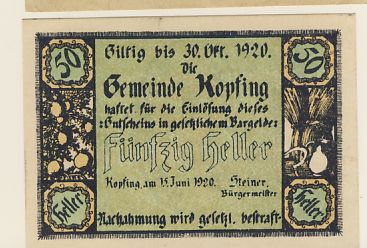 50 50
Giltig bis 30. Okt. 1920.
Die
Gemeinde Kopfing
haftet für die Einlösung dieses
Gutscheins in gesetzlichem Bargelde:
Fünfzig Heller
Kopfing, am 15. Juni 1920. Steiner,
Bürgermeister
Heller Heller
Nachahmung wird gesetzl. bestraft.